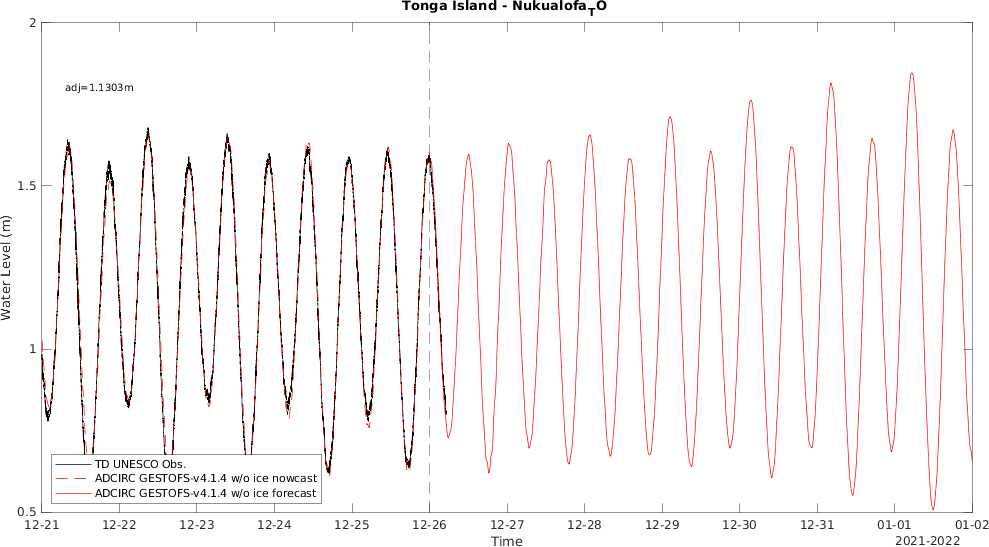 Tonga Island - Nukualofa_TO
2
adj=1.1303m
1.5
Water Level (m)
1
TD UNESCO Obs.
ADCIRC GESTOFS-v4.1.4 w/o ice nowcast
ADCIRC GESTOFS-v4.1.4 w/o ice forecast
0.5
12-21 12-22 12-23 12-24 12-25 12-26 12-27 12-28 12-29 12-30 12-31 01-01 01-02
Time
2021-2022